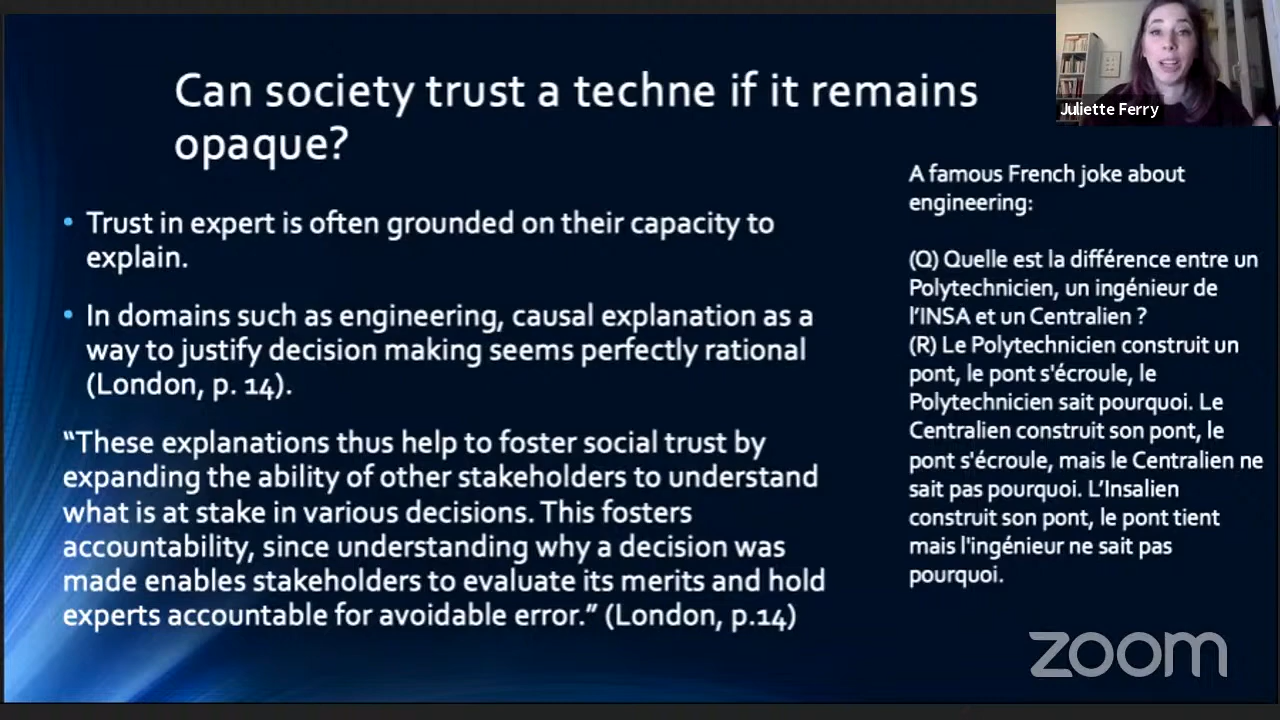 Can society trust a techne if it remains
opaque?
• Trust in expert is often grounded on their capacity to
explain.
• In domains such as engineering, causal explanation as a
way to justify decision making seems perfectly rational
(London, p. 14).
“These explanations thus help to foster social trust by
expanding the ability of other stakeholders to understand
what is at stake in various decisions. This fosters
accountability, since understanding why a decision was
made enables stakeholders to evaluate its merits and hold
experts accountable for avoidable error.” (London, p.14)
Juliette Ferry
A famous French joke about
engineering:
(Q) Quelle est la différence entre un
Polytechnicien, un ingénieur de
l’INSA et un Centralien ?
(R) Le Polytechnicien construit un
pont, le pont s'écroule, le
Polytechnicien sait pourquoi. Le
Centralien construit son pont, le
pont s'écroule, mais le Centralien ne
sait pas pourquoi. L’Insalien
construit son pont, le pont tient
mais l'ingénieur ne sait pas
pourquoi.
zoom